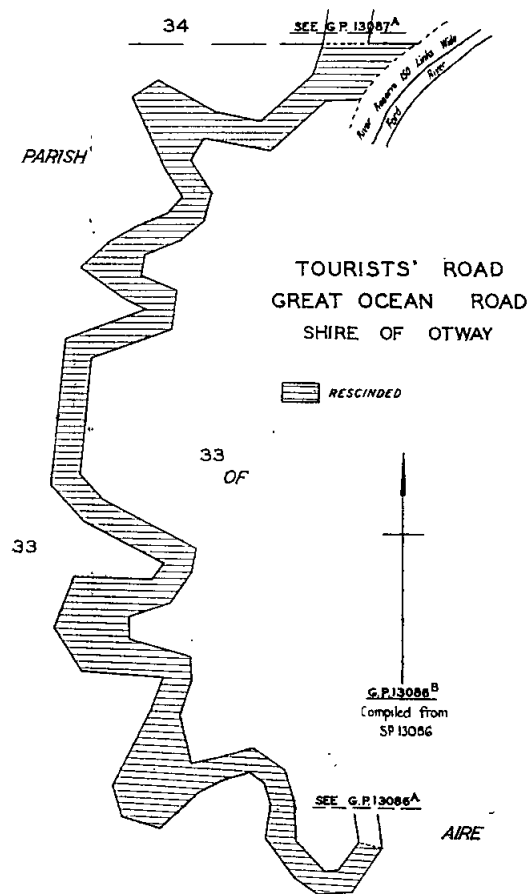 34
SEE G.P. 13087A
River Reserve 150 Links Wide
Ford River
PARISH
TOURISTS' ROAD
GREAT OCEAN ROAD
SHIRE OF OTWAY
RESCINDED
33
OF
33
G.P.13086B
Compiled from
SP 13086
SEE G.P.13086A
AIRE